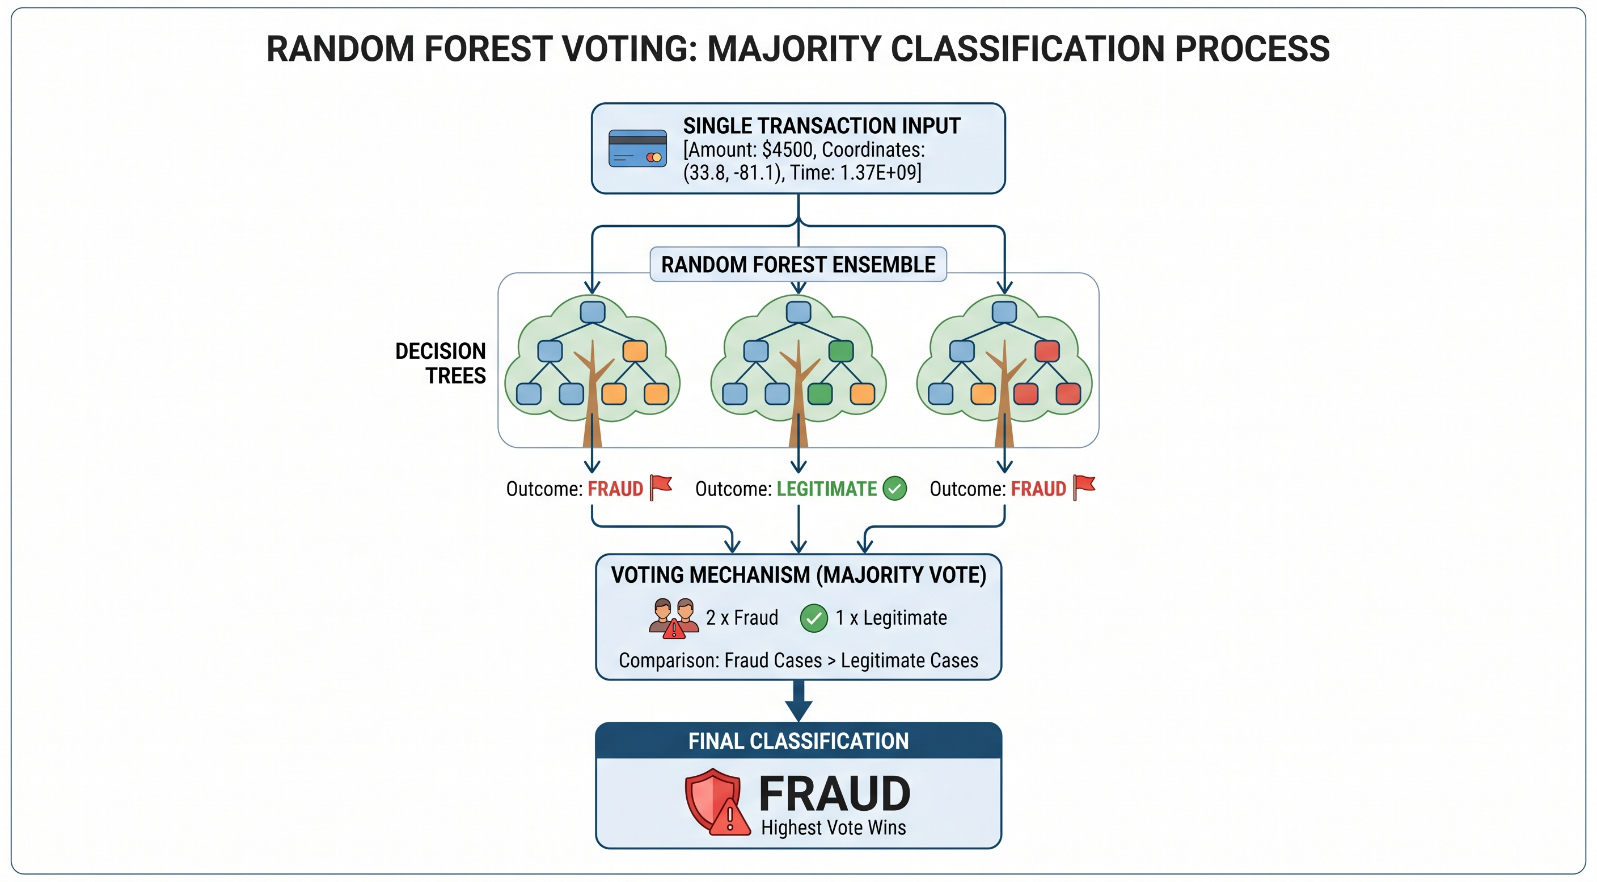 RANDOM FOREST VOTING: MAJORITY CLASSIFICATION PROCESS
SINGLE TRANSACTION INPUT
[Amount: $4500, Coordinates:
(33.8, -81.1), Time: 1.37E+09]
RANDOM FOREST ENSEMBLE
DECISION
TREES
Outcome: FRAUD
Outcome: LEGITIMATE
Outcome: FRAUD
VOTING MECHANISM (MAJORITY VOTE)
2 x Fraud
1 x Legitimate
Comparison: Fraud Cases > Legitimate Cases
FINAL CLASSIFICATION
FRAUD
Highest Vote Wins